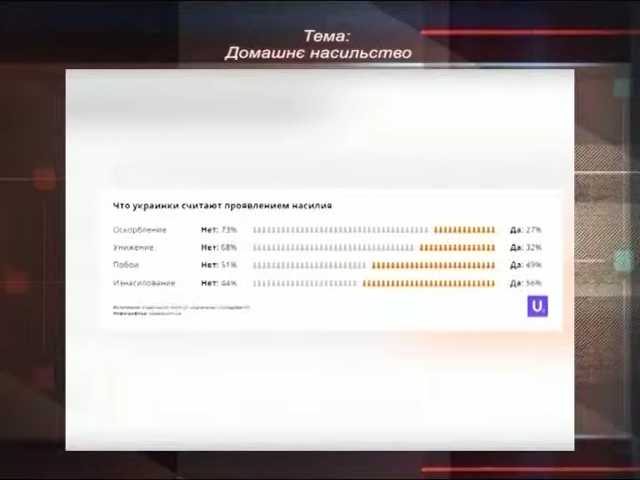 Тема:
Домашнє насильство
Что украинки считают проявлением насилия
Оскорбление Нет: 73% Да: 27%
Унижение Нет: 68% Да: 32%
Побои Нет: 51% Да: 49%
Изнасилование Нет: 44% Да: 56%
U